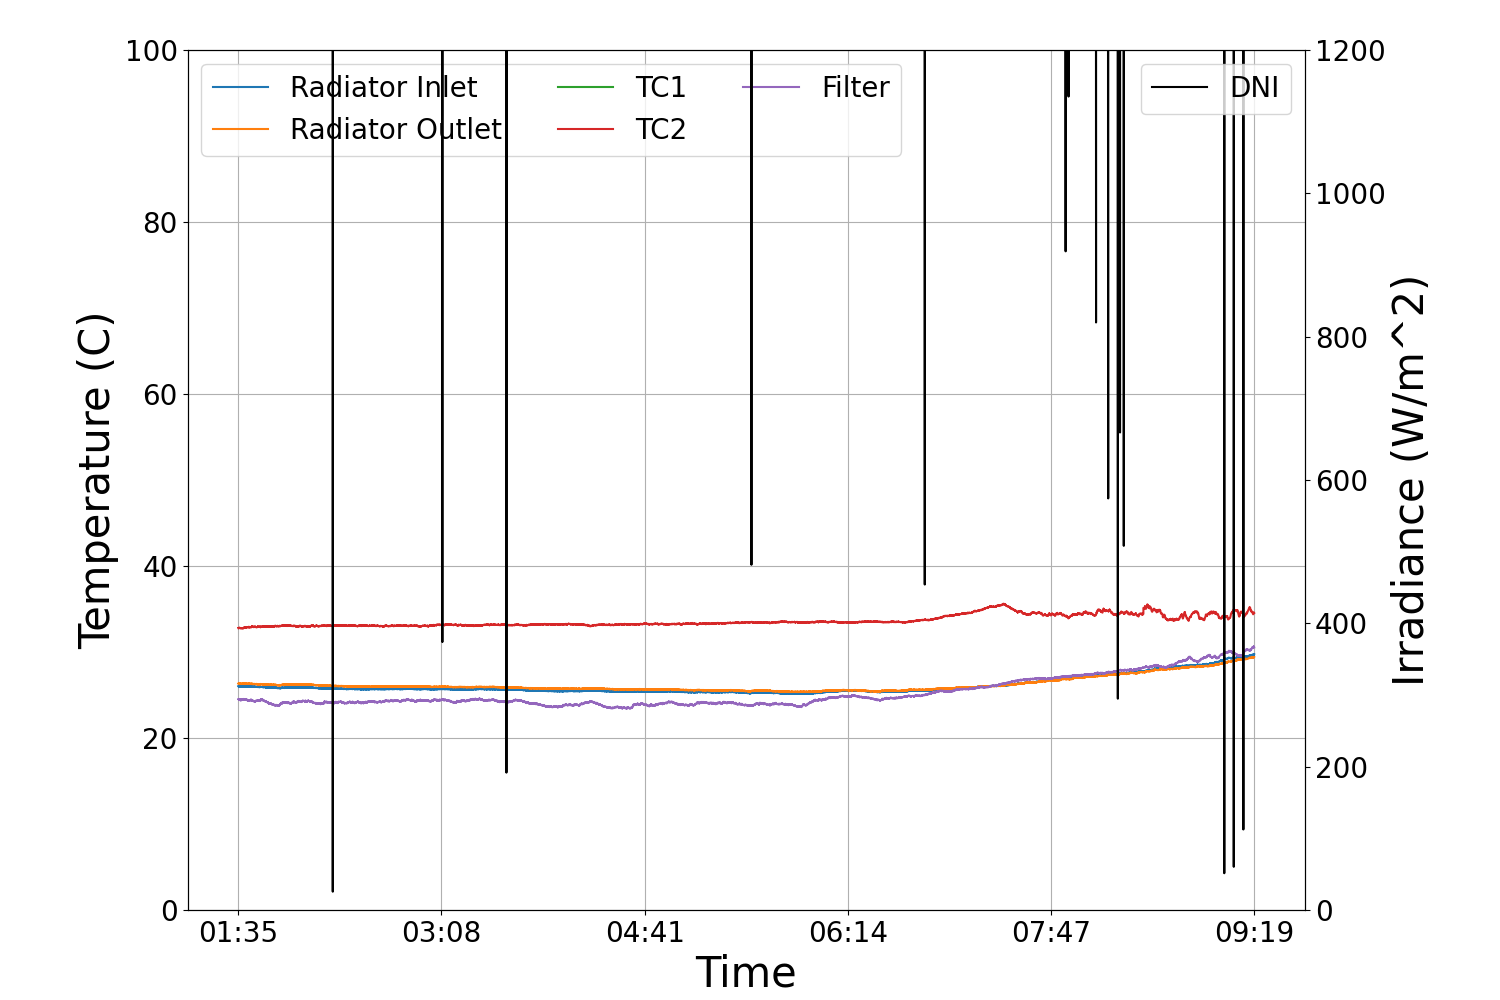 100
80
60
40
20
0
Temperature (C)
Radiator Inlet
Radiator Outlet
TC1
TC2
Filter
DNI
1200
1000
800
600
400
200
0
Irradiance (W/m^2)
01:35 03:08 04:41 06:14 07:47 09:19
Time